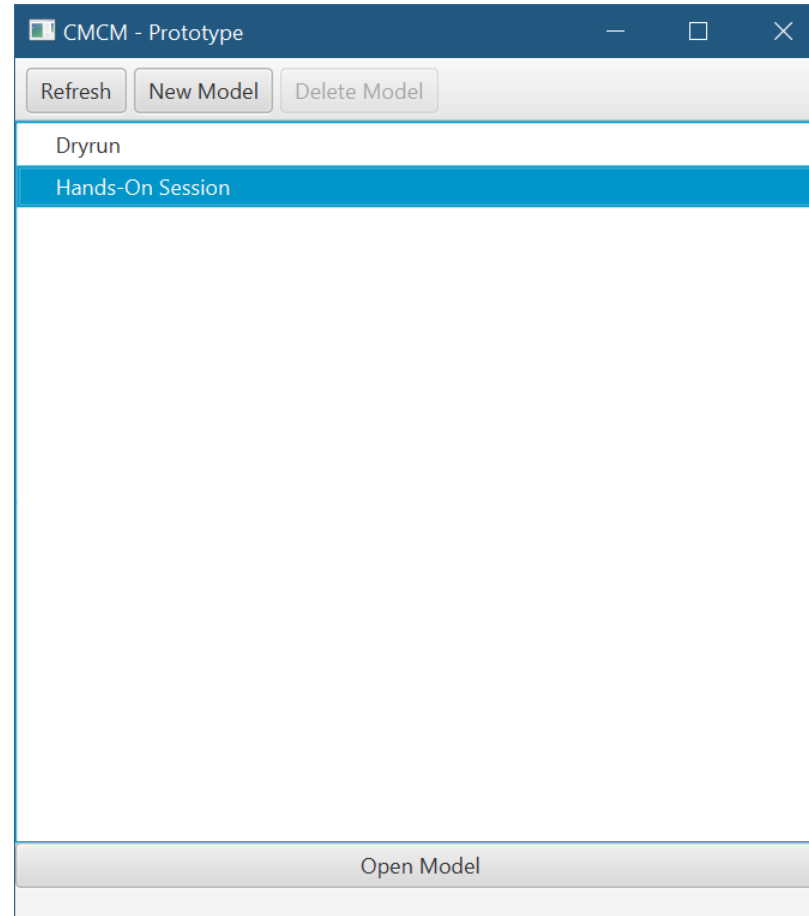 CMCM - Prototype
Refresh New Model Delete Model
Dryrun
Hands-On Session
Open Model